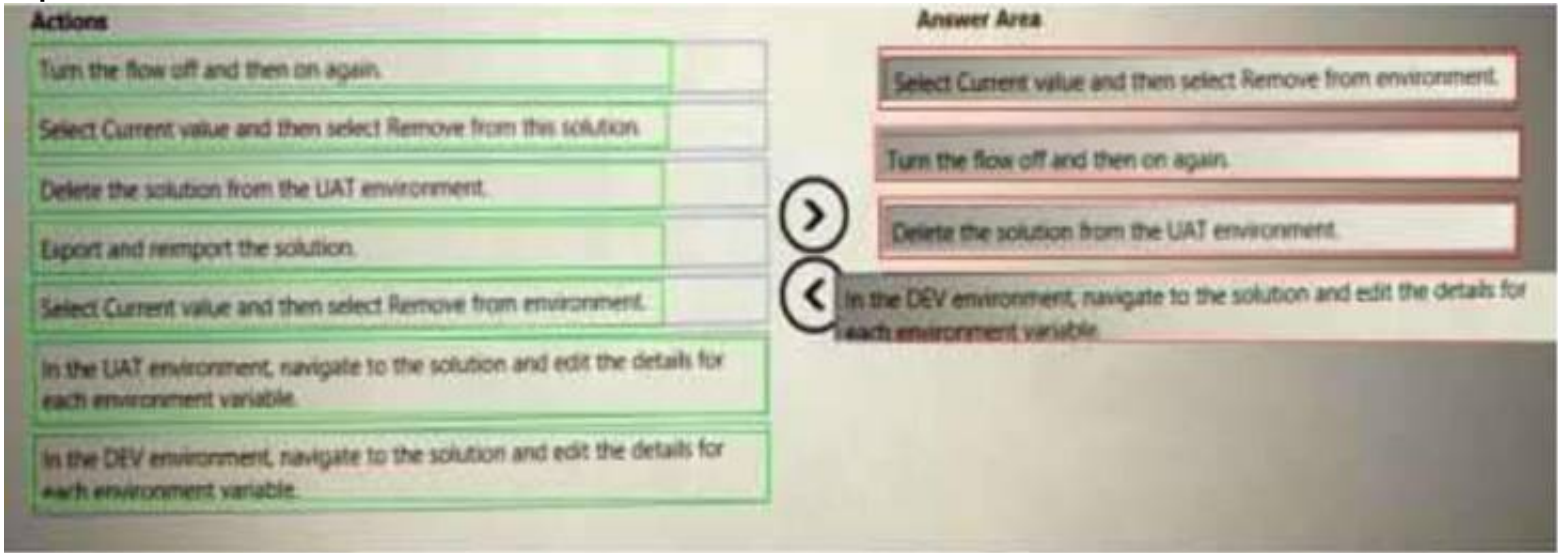 Actions
Turn the flow off and then on again.
Select Current value and then select Remove from this solution.
Delete the solution from the UAT environment.
Export and reimport the solution.
Select Current value and then select Remove from environment.
In the UAT environment, navigate to the solution and edit the details for
each environment variable.
In the DEV environment, navigate to the solution and edit the details for
each environment variable.
Answer Area
Select Current value and then select Remove from environment.
Turn the flow off and then on again.
Delete the solution from the UAT environment.
In the DEV environment, navigate to the solution and edit the details for
each environment variable.